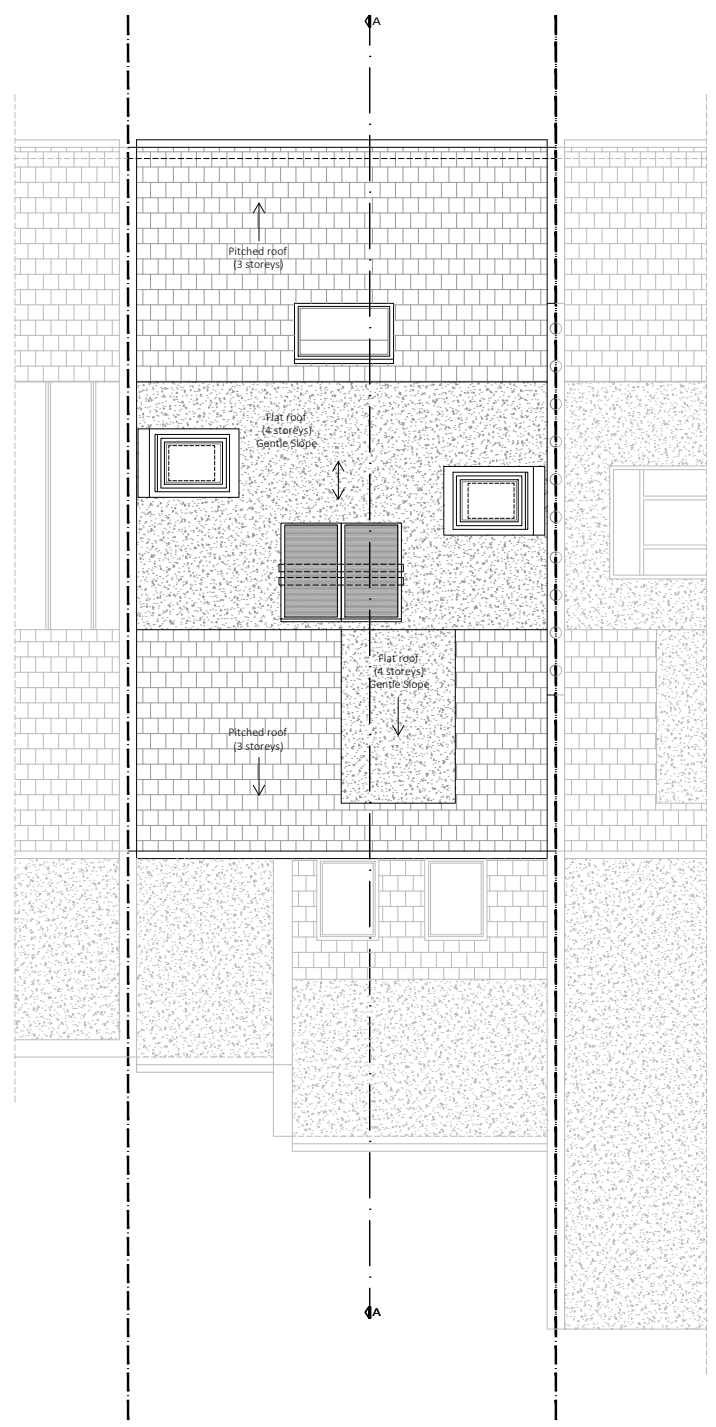 A
Pitched roof
(3 storeys)
Flat roof
(4 storeys)
Gentle Slope
Flat roof
(4 storeys)
Gentle Slope
Pitched roof
(3 storeys)
A